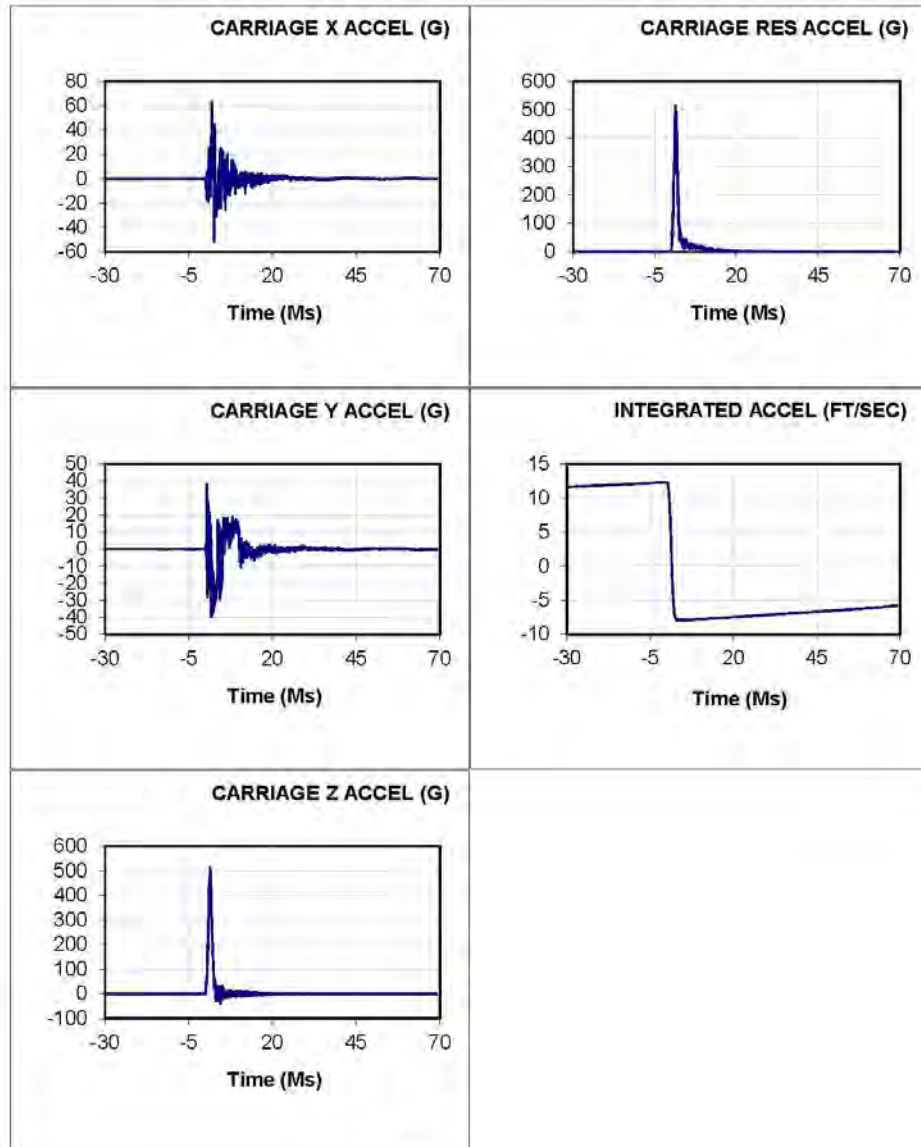 CARRIAGE X ACCEL (G)
80
60
40
20
0
-20
-40
-60
-30 -5 20 45 70
Time (Ms)
CARRIAGE RES ACCEL (G)
600
500
400
300
200
100
0
-30 -5 20 45 70
Time (Ms)
CARRIAGE Y ACCEL (G)
50
40
30
20
10
0
-10
-20
-30
-40
-50
-30 -5 20 45 70
Time (Ms)
INTEGRATED ACCEL (FT/SEC)
15
10
5
0
-5
-10
-30 -5 20 45 70
Time (Ms)
CARRIAGE Z ACCEL (G)
600
500
400
300
200
100
0
-100
-30 -5 20 45 70
Time (Ms)